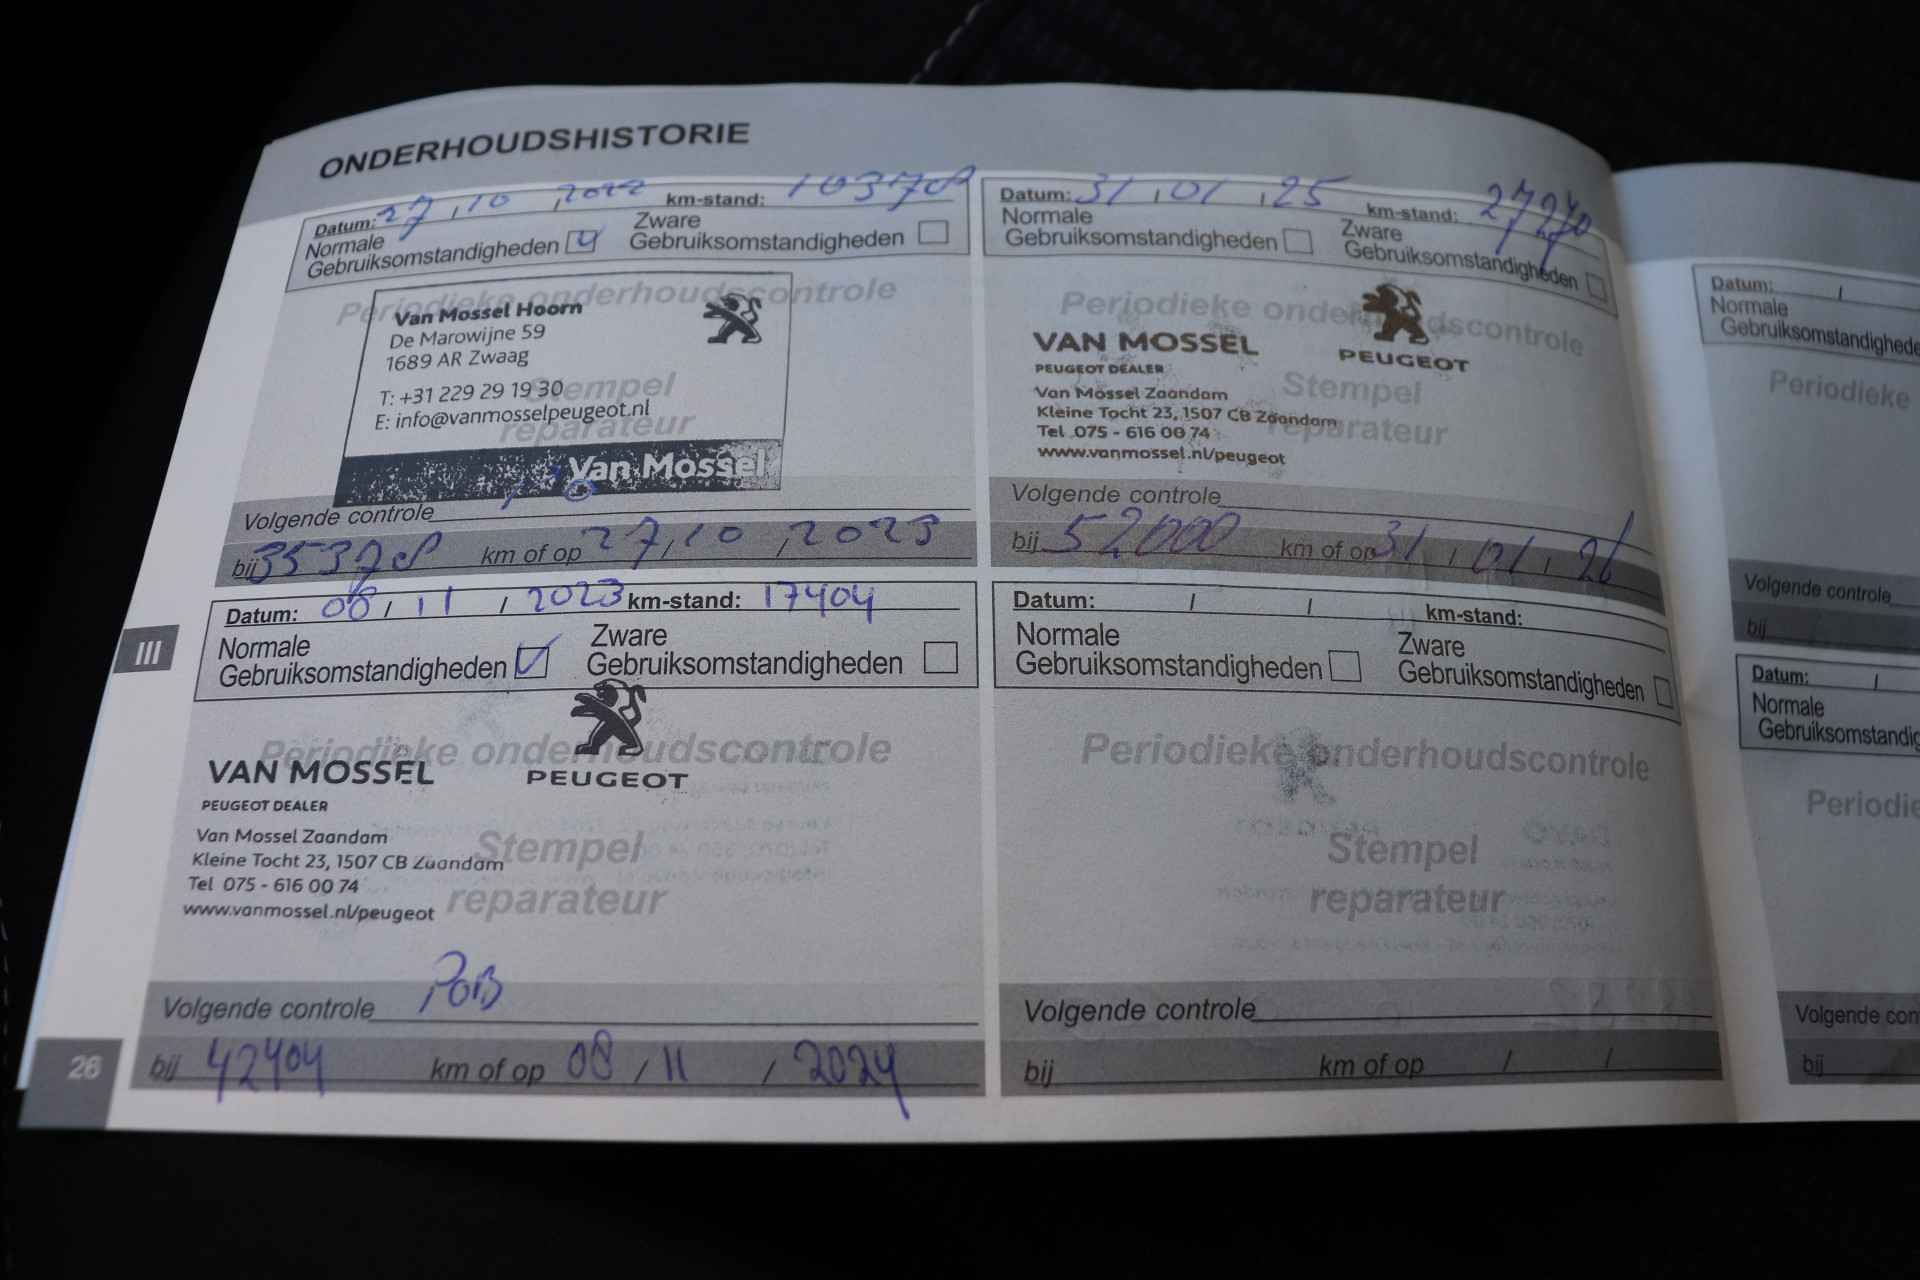 ONDERHOUDSHISTORIE
Datum: 27 / 10 / 2022 km-stand: 10378
Normale
Gebruiksomstandigheden
Zware
Gebruiksomstandigheden
Periodieke onderhoudscontrole
Van Mossel Hoorn
De Marowijne 59
1689 AR Zwaag
T: +31 229 29 19 30
E: info@vanmosselpeugeot.nl
Stempel
reparateur
Van Mossel
Volgende controle
bij 35378 km of op 27 / 10 / 2023
Datum: 31 / 01 / 25 km-stand: 27270
Normale
Gebruiksomstandigheden
Zware
Gebruiksomstandigheden
Periodieke onderhoudscontrole
VAN MOSSEL
PEUGEOT DEALER
PEUGEOT
Van Mossel Zaandam
Kleine Tocht 23, 1507 CB Zaandam
Tel 075 - 616 00 74
www.vanmossel.nl/peugeot
Stempel
reparateur
Volgende controle
bij 52000 km of op 31 / 01 / 26
III
Datum: 08 / 11 / 2023 km-stand: 17404
Normale
Gebruiksomstandigheden
Zware
Gebruiksomstandigheden
Periodieke onderhoudscontrole
VAN MOSSEL
PEUGEOT DEALER
PEUGEOT
Van Mossel Zaandam
Kleine Tocht 23, 1507 CB Zaandam
Tel 075 - 616 00 74
www.vanmossel.nl/peugeot
Stempel
reparateur
Volgende controle
bij 42404 km of op 08 / 11 / 2024
Datum: / / km-stand:
Normale
Gebruiksomstandigheden
Zware
Gebruiksomstandigheden
Periodieke onderhoudscontrole
Stempel
reparateur
Volgende controle
bij km of op / /
26
Datum: /
Normale
Gebruiksomstandighede
Periodieke
Volgende controle
bij
Datum: /
Normale
Gebruiksomstandig
Periodie
Volgende con
bij